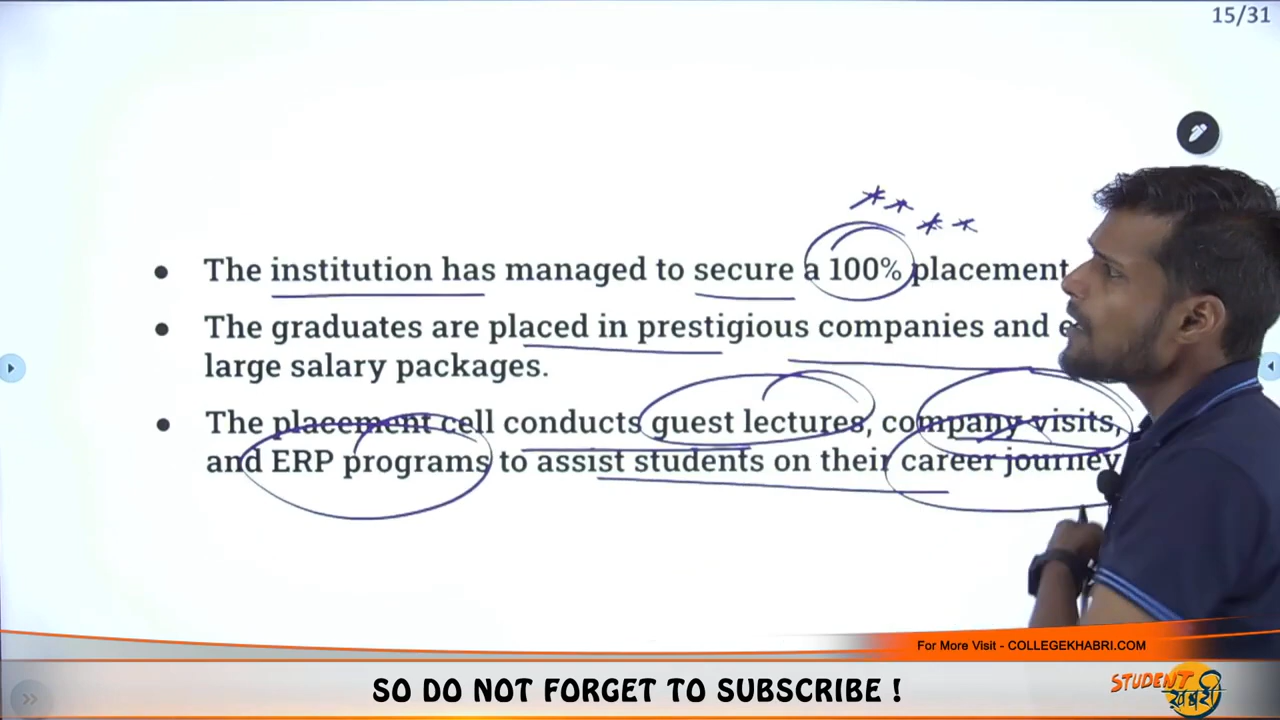 15/31
The institution has managed to secure a 100% placement
The graduates are placed in prestigious companies and
large salary packages.
The placement cell conducts guest lectures, company visits,
and ERP programs to assist students on their career journey
For More Visit - COLLEGEKHABRI.COM
SO DO NOT FORGET TO SUBSCRIBE !
STUDENT
खबरी